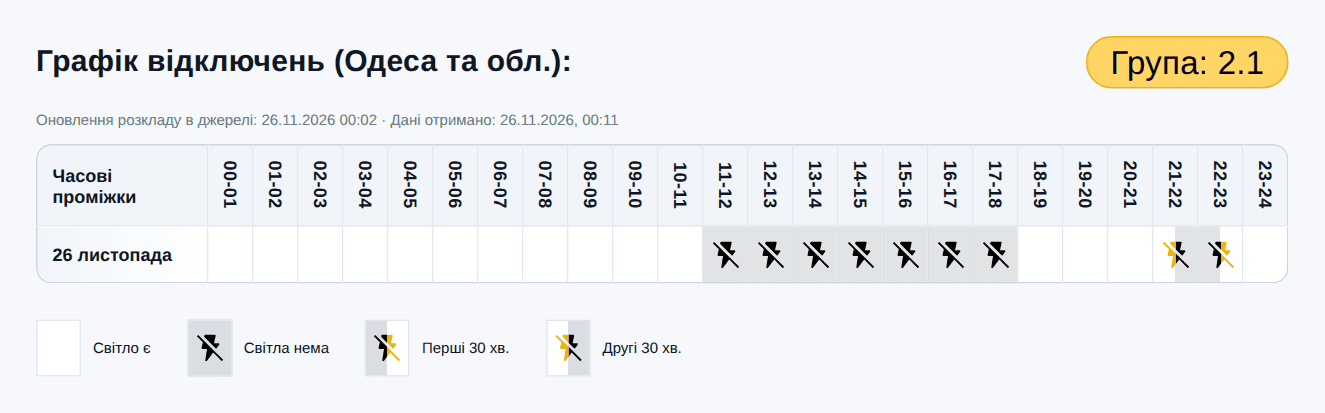 Графік відключень (Одеса та обл.):
Група: 2.1
Оновлення розкладу в джерелі: 26.11.2026 00:02 · Дані отримано: 26.11.2026, 00:11
Часові
проміжки
00-01
01-02
02-03
03-04
04-05
05-06
06-07
07-08
08-09
09-10
10-11
11-12
12-13
13-14
14-15
15-16
16-17
17-18
18-19
19-20
20-21
21-22
22-23
23-24
26 листопада
Світло є
Світла нема
Перші 30 хв.
Другі 30 хв.